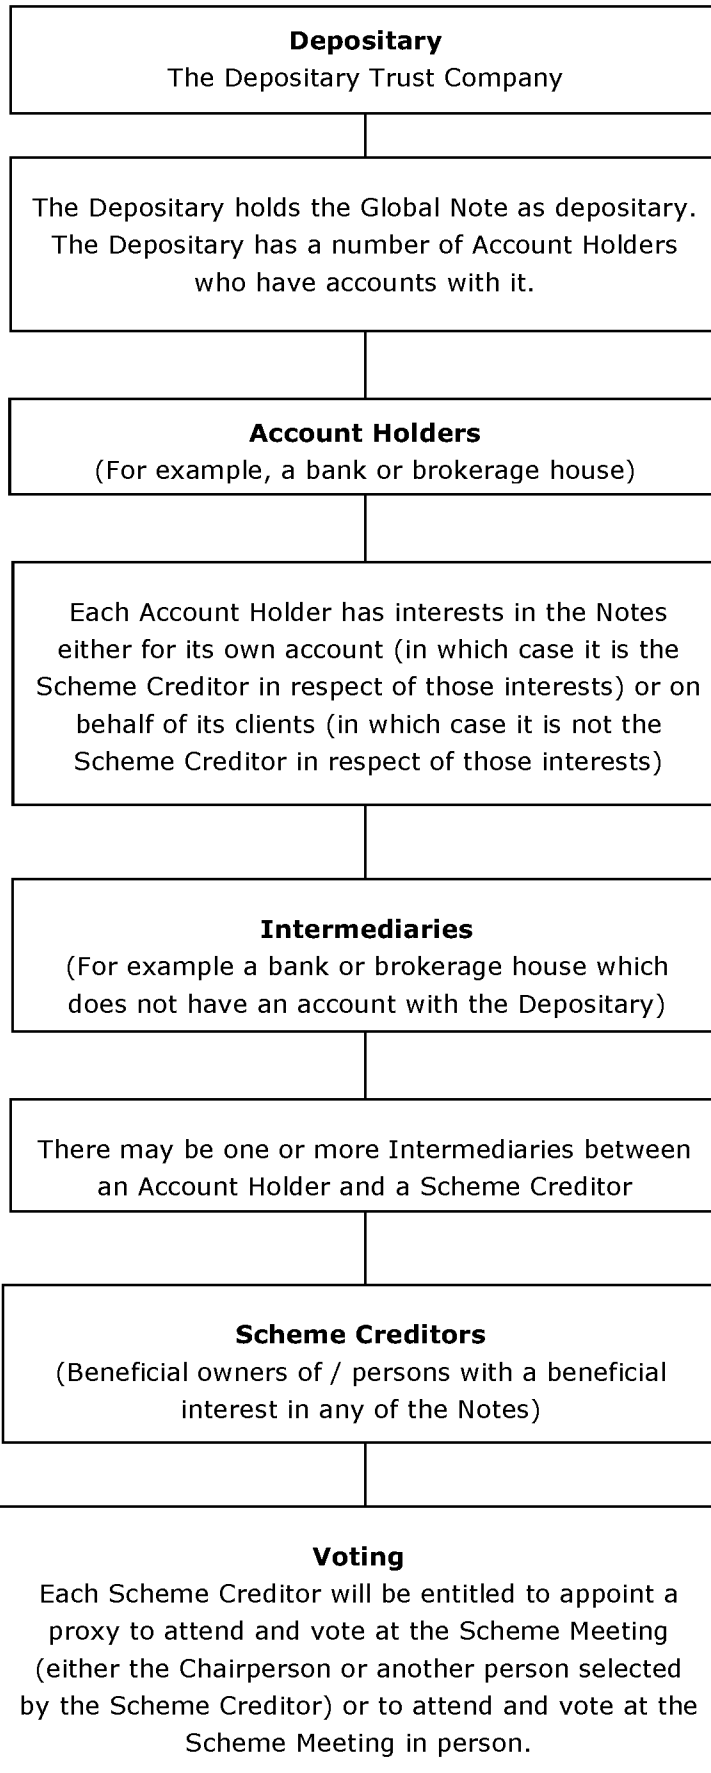 Depositary
The Depositary Trust Company
The Depositary holds the Global Note as depositary.
The Depositary has a number of Account Holders
who have accounts with it.
Account Holders
(For example, a bank or brokerage house)
Each Account Holder has interests in the Notes
either for its own account (in which case it is the
Scheme Creditor in respect of those interests) or on
behalf of its clients (in which case it is not the
Scheme Creditor in respect of those interests)
Intermediaries
(For example a bank or brokerage house which
does not have an account with the Depositary)
There may be one or more Intermediaries between
an Account Holder and a Scheme Creditor
Scheme Creditors
(Beneficial owners of / persons with a beneficial
interest in any of the Notes)
Voting
Each Scheme Creditor will be entitled to appoint a
proxy to attend and vote at the Scheme Meeting
(either the Chairperson or another person selected
by the Scheme Creditor) or to attend and vote at the
Scheme Meeting in person.